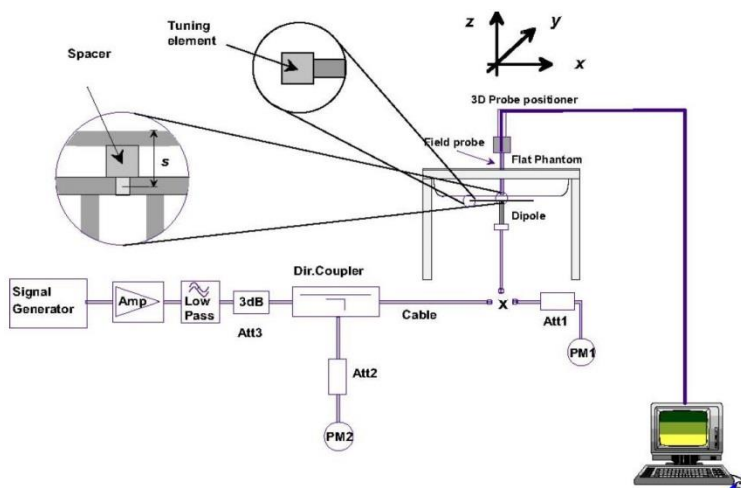 Tuning
element
Spacer
s
z
y
x
3D Probe positioner
Field probe
Flat Phantom
Dipole
Dir.Coupler
Signal
Generator
Amp
Low
Pass
3dB
Att3
Cable
x
Att1
PM1
Att2
PM2